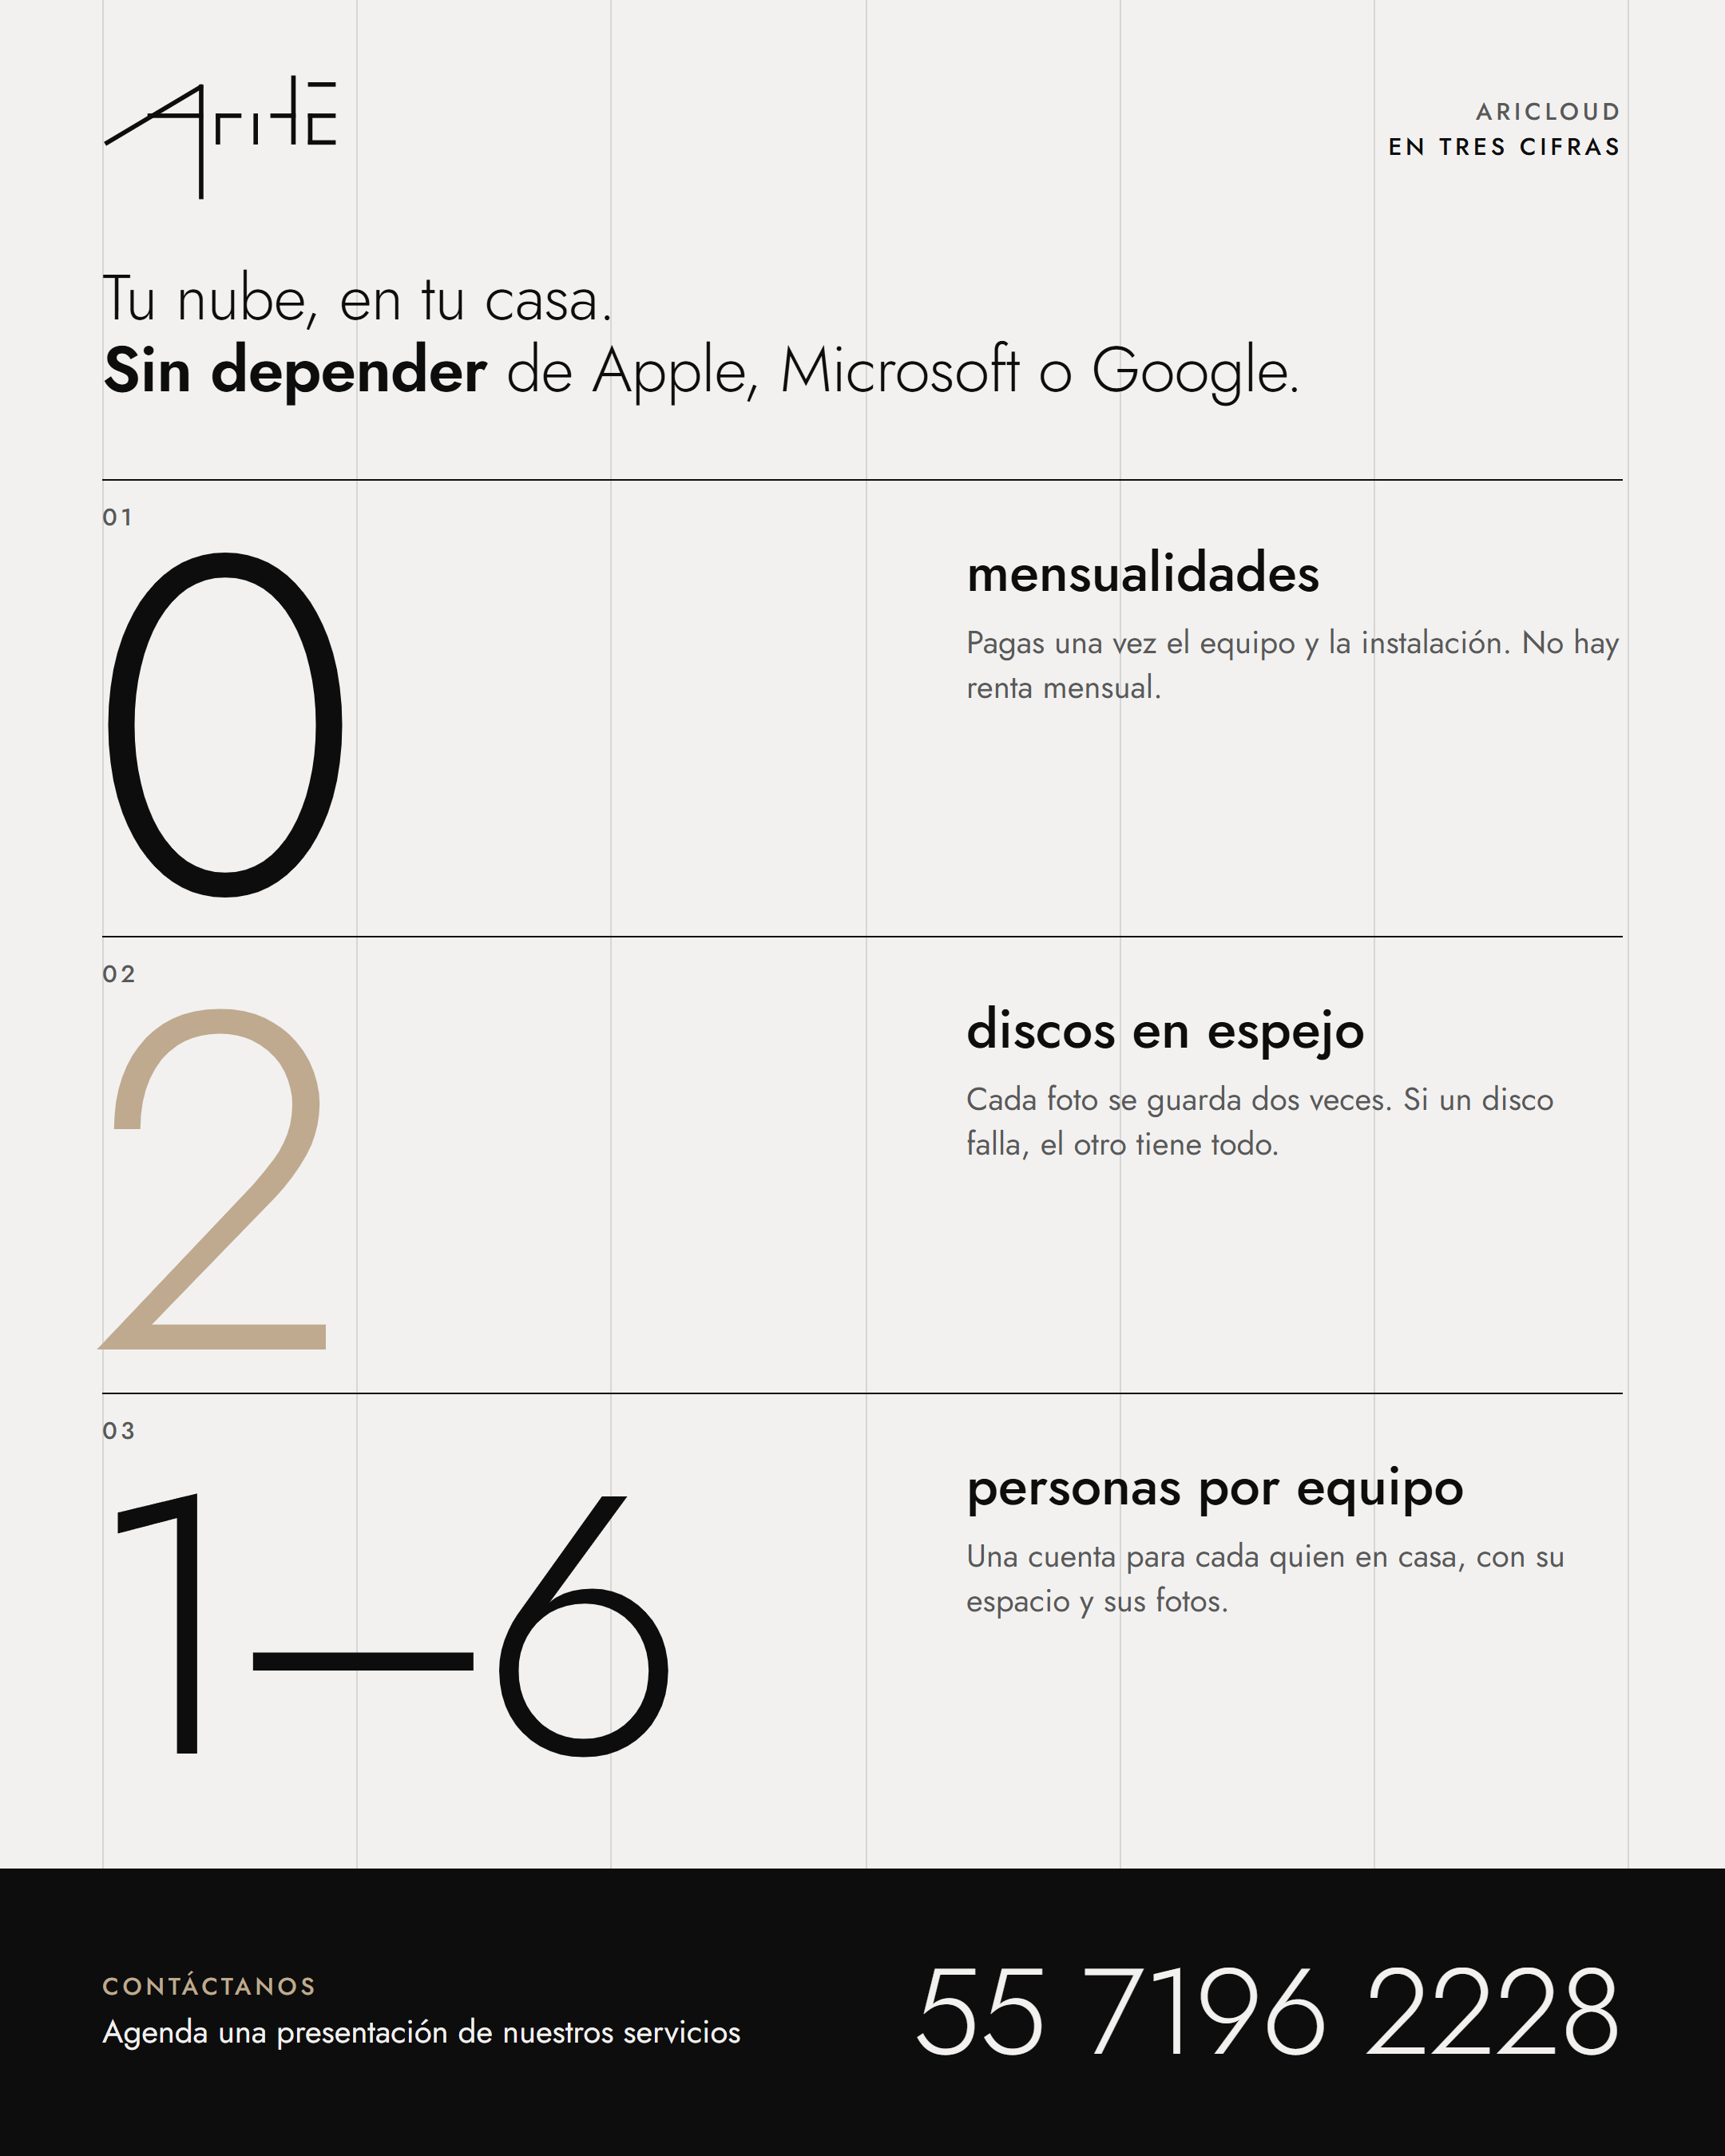 AriHE
ARICLOUD
EN TRES CIFRAS
Tu nube, en tu casa.
Sin depender de Apple, Microsoft o Google.
01
0
mensualidades
Pagas una vez el equipo y la instalación. No hay
renta mensual.
02
2
discos en espejo
Cada foto se guarda dos veces. Si un disco
falla, el otro tiene todo.
03
1–6
personas por equipo
Una cuenta para cada quien en casa, con su
espacio y sus fotos.
CONTÁCTANOS
Agenda una presentación de nuestros servicios
55 7196 2228